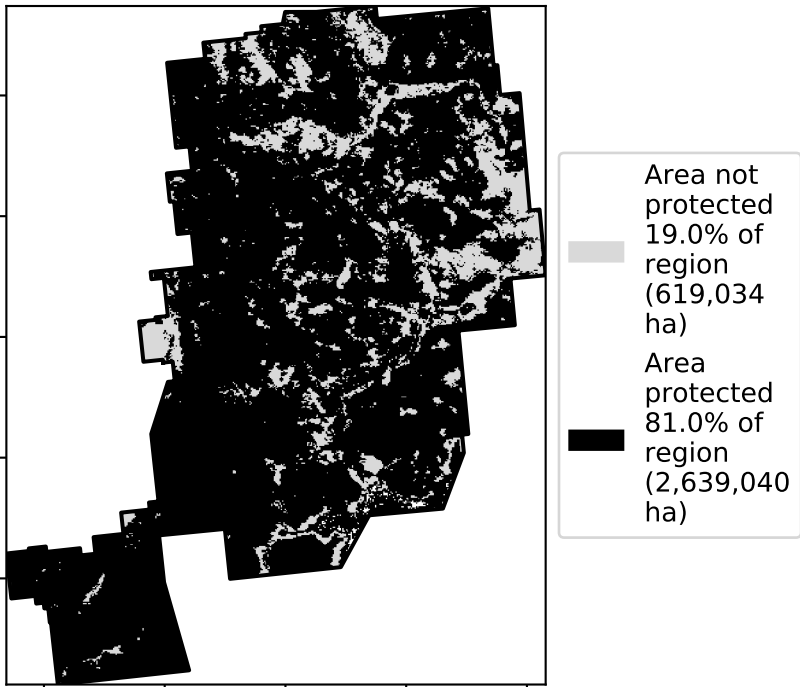 Area not
protected
19.0% of
region
(619,034
ha)
Area
protected
81.0% of
region
(2,639,040
ha)